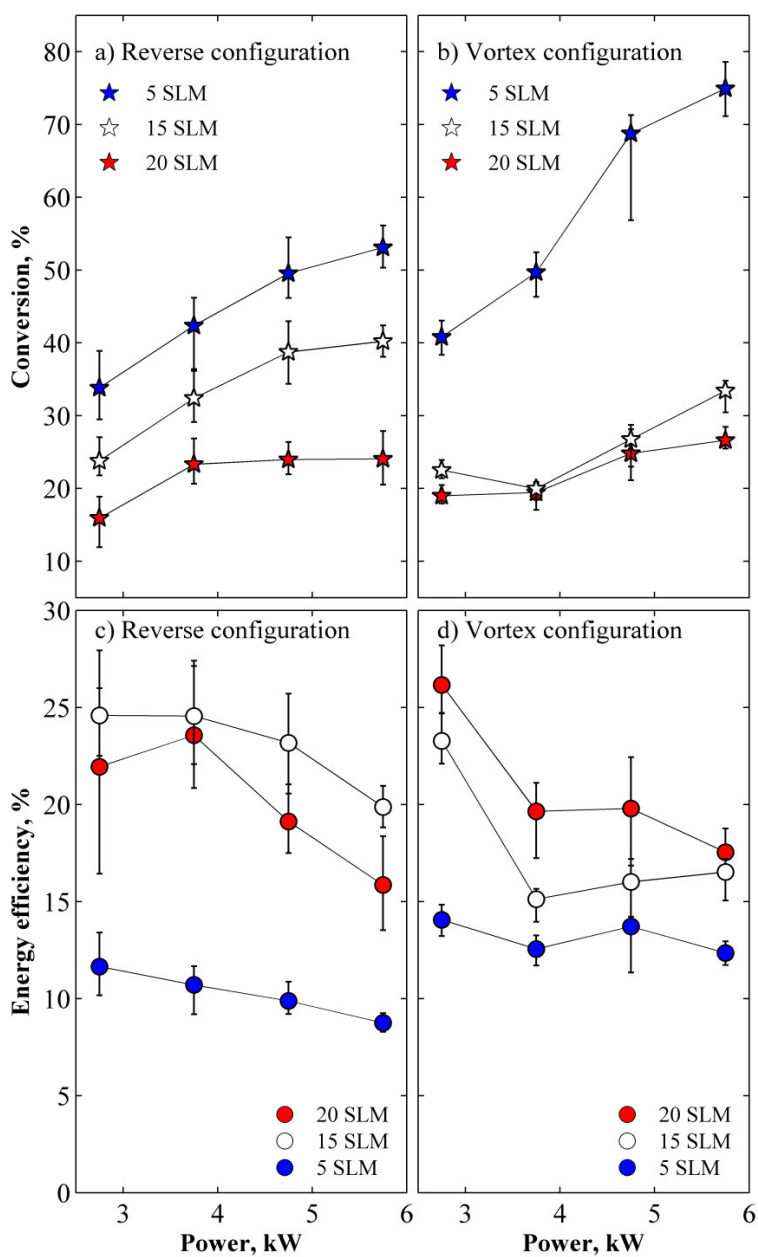 80
70
60
50
40
30
20
10
Conversion, %
a) Reverse configuration
5 SLM
15 SLM
20 SLM
b) Vortex configuration
5 SLM
15 SLM
20 SLM
30
25
20
15
10
5
0
Energy efficiency, %
c) Reverse configuration
20 SLM
15 SLM
5 SLM
d) Vortex configuration
20 SLM
15 SLM
5 SLM
3 4 5 6
3 4 5 6
Power, kW
Power, kW